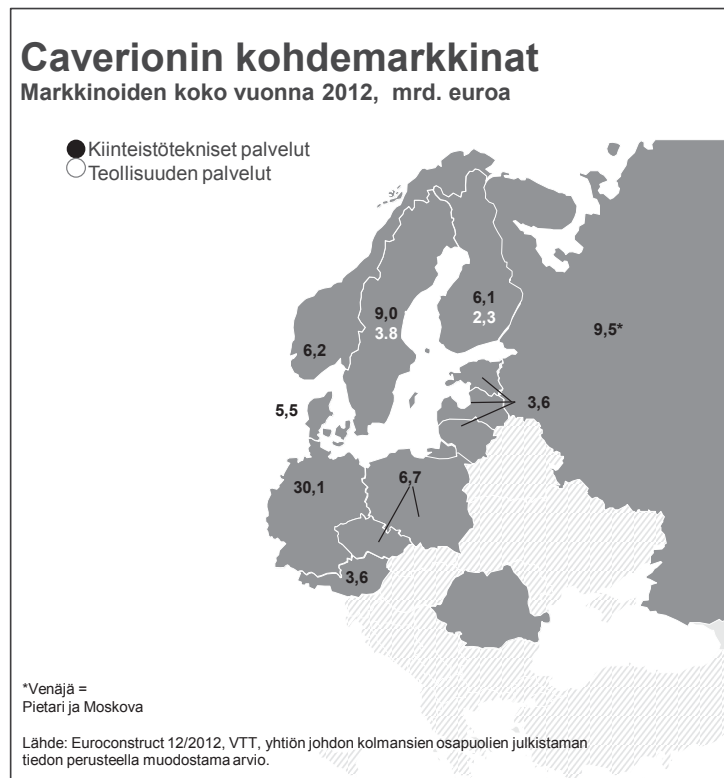 Caverionin kohdemarkkinat
Markkinoiden koko vuonna 2012, mrd. euroa
Kiinteistötekniset palvelut
Teollisuuden palvelut
6,1
2,3
9,0
3.8
9,5*
6,2
5,5
3,6
6,7
30,1
3,6
*Venäjä =
Pietari ja Moskova
Lähde: Euroconstruct 12/2012, VTT, yhtiön johdon kolmansien osapuolien julkistaman
tiedon perusteella muodostama arvio.